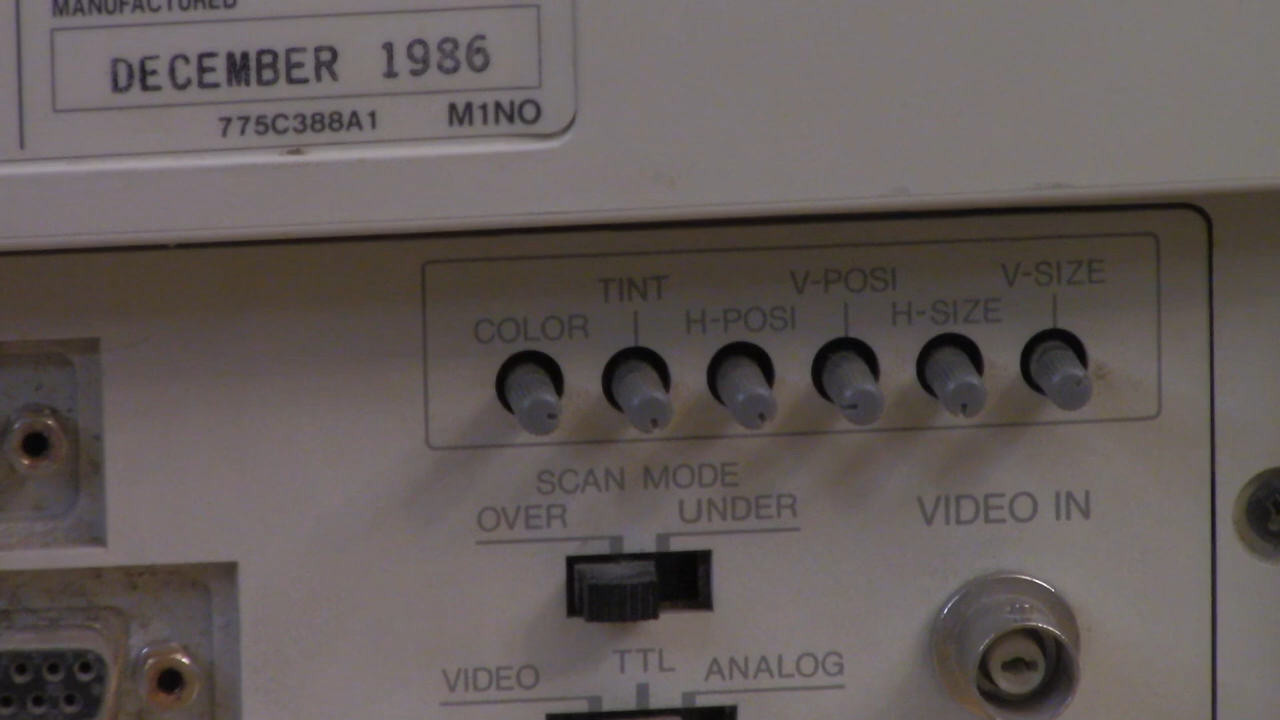 MANUFACTURED
DECEMBER 1986
775C388A1 M1NO
COLOR TINT H-POSI V-POSI H-SIZE V-SIZE
SCAN MODE
OVER UNDER
VIDEO IN
VIDEO TTL ANALOG